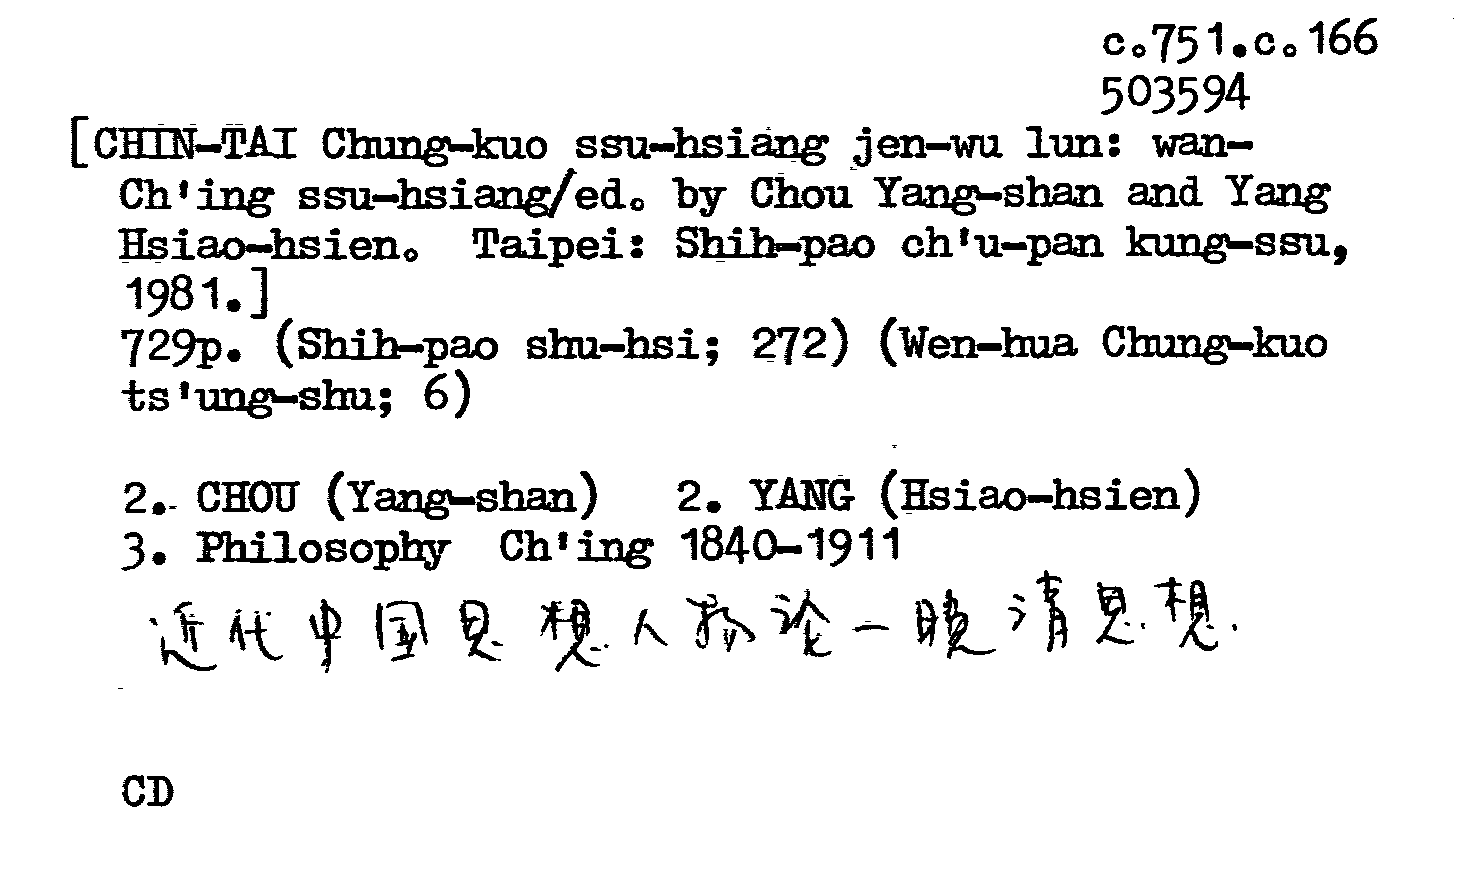 c.751.c.166
503594
[CHIN-TAI Chung-kuo ssu-hsiang jen-wu lun: wan-
Ch'ing ssu-hsiang/ed. by Chou Yang-shan and Yang
Hsiao-hsien. Taipei: Shih-pao ch'u-pan kung-ssu,
1981.]
729p. (Shih-pao shu-hsi; 272) (Wen-hua Chung-kuo
ts'ung-shu; 6)
2. CHOU (Yang-shan) 2. YANG (Hsiao-hsien)
3. Philosophy Ch'ing 1840-1911
近代中国思想人物论—晚清思想.
CD